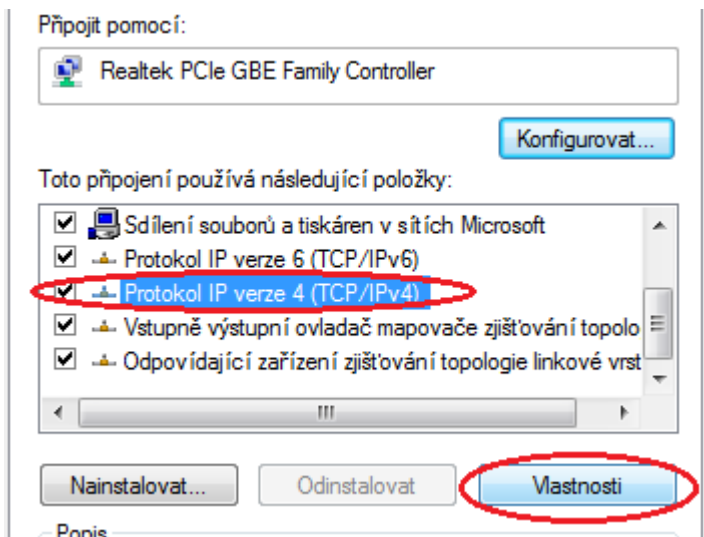 Připojit pomocí:
Realtek PCIe GBE Family Controller
Konfigurovat...
Toto připojení používá následující položky:
Sdílení souborů a tiskáren v sítích Microsoft
Protokol IP verze 6 (TCP/IPv6)
Protokol IP verze 4 (TCP/IPv4)
Vstupně výstupní ovladač mapovače zjišťování topolo
Odpovídající zařízení zjišťování topologie linkové vrst
Nainstalovat... Odinstalovat Vlastnosti
Popis